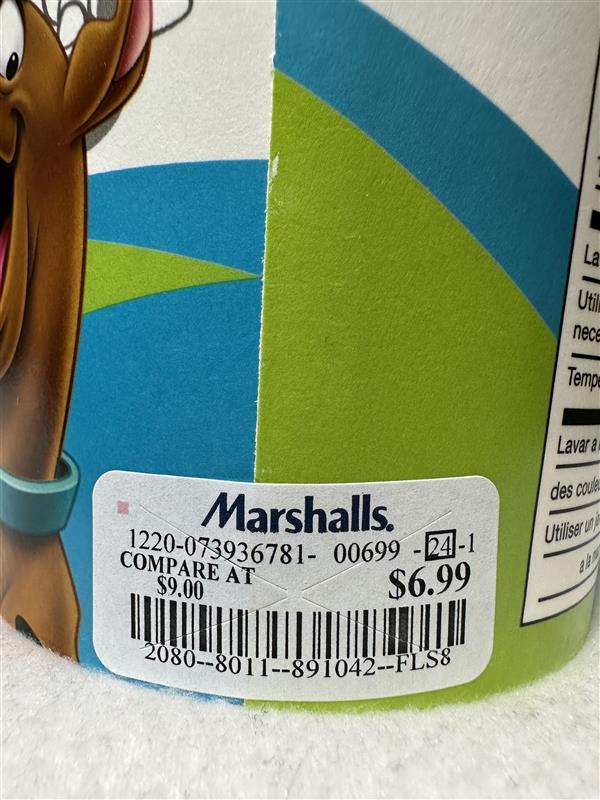 Marshalls.
1220-073936781- 00699 -24-1
COMPARE AT
$9.00
$6.99
2080--8011--891042--FLS8
La
Utili
nece
Tempe
Lavar a
des coule
Utiliser un
a la